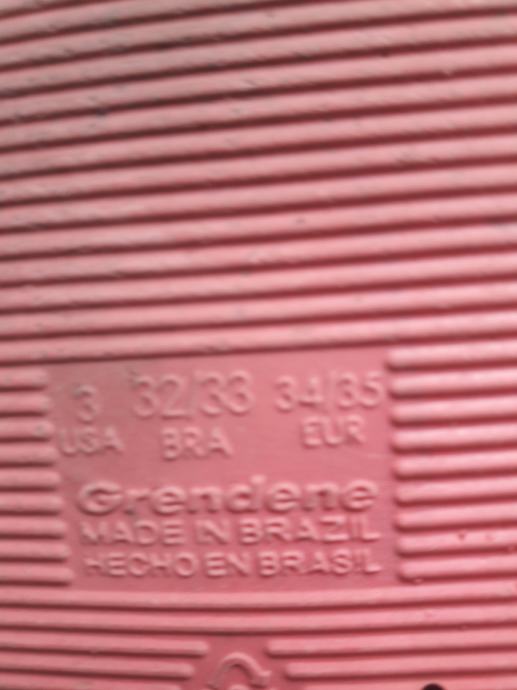 3 32/33 34/35
USA BRA EUR
Grendene
MADE IN BRAZIL
HECHO EN BRASIL